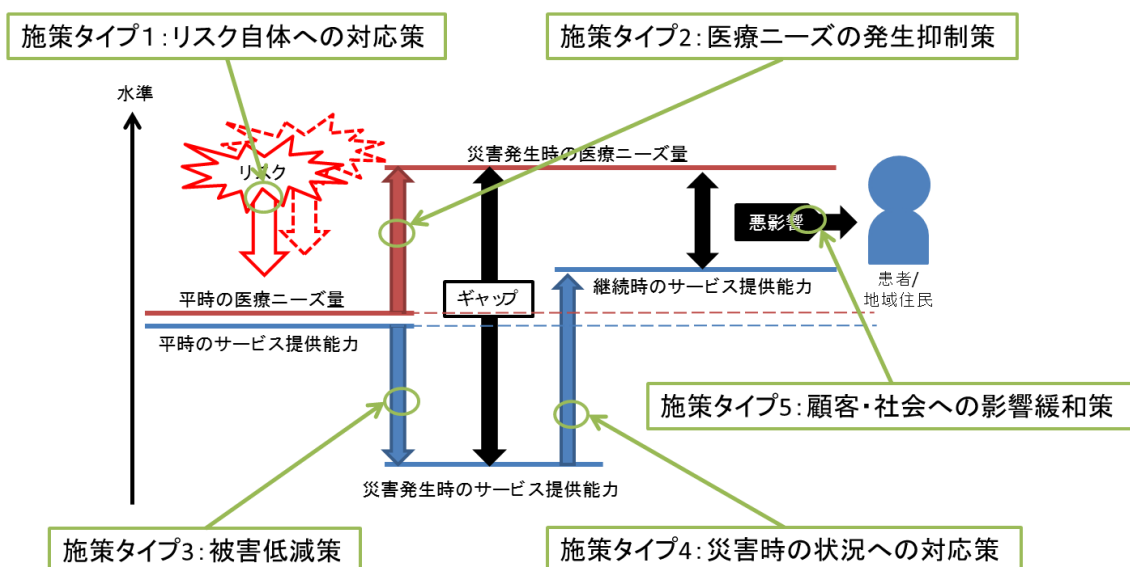 施策タイプ1:リスク自体への対応策
施策タイプ2:医療ニーズの発生抑制策
水準
災害発生時の医療ニーズ量
リスク
悪影響
患者/
地域住民
平時の医療ニーズ量
ギャップ
継続時のサービス提供能力
平時のサービス提供能力
施策タイプ5:顧客・社会への影響緩和策
災害発生時のサービス提供能力
施策タイプ3:被害低減策
施策タイプ4:災害時の状況への対応策